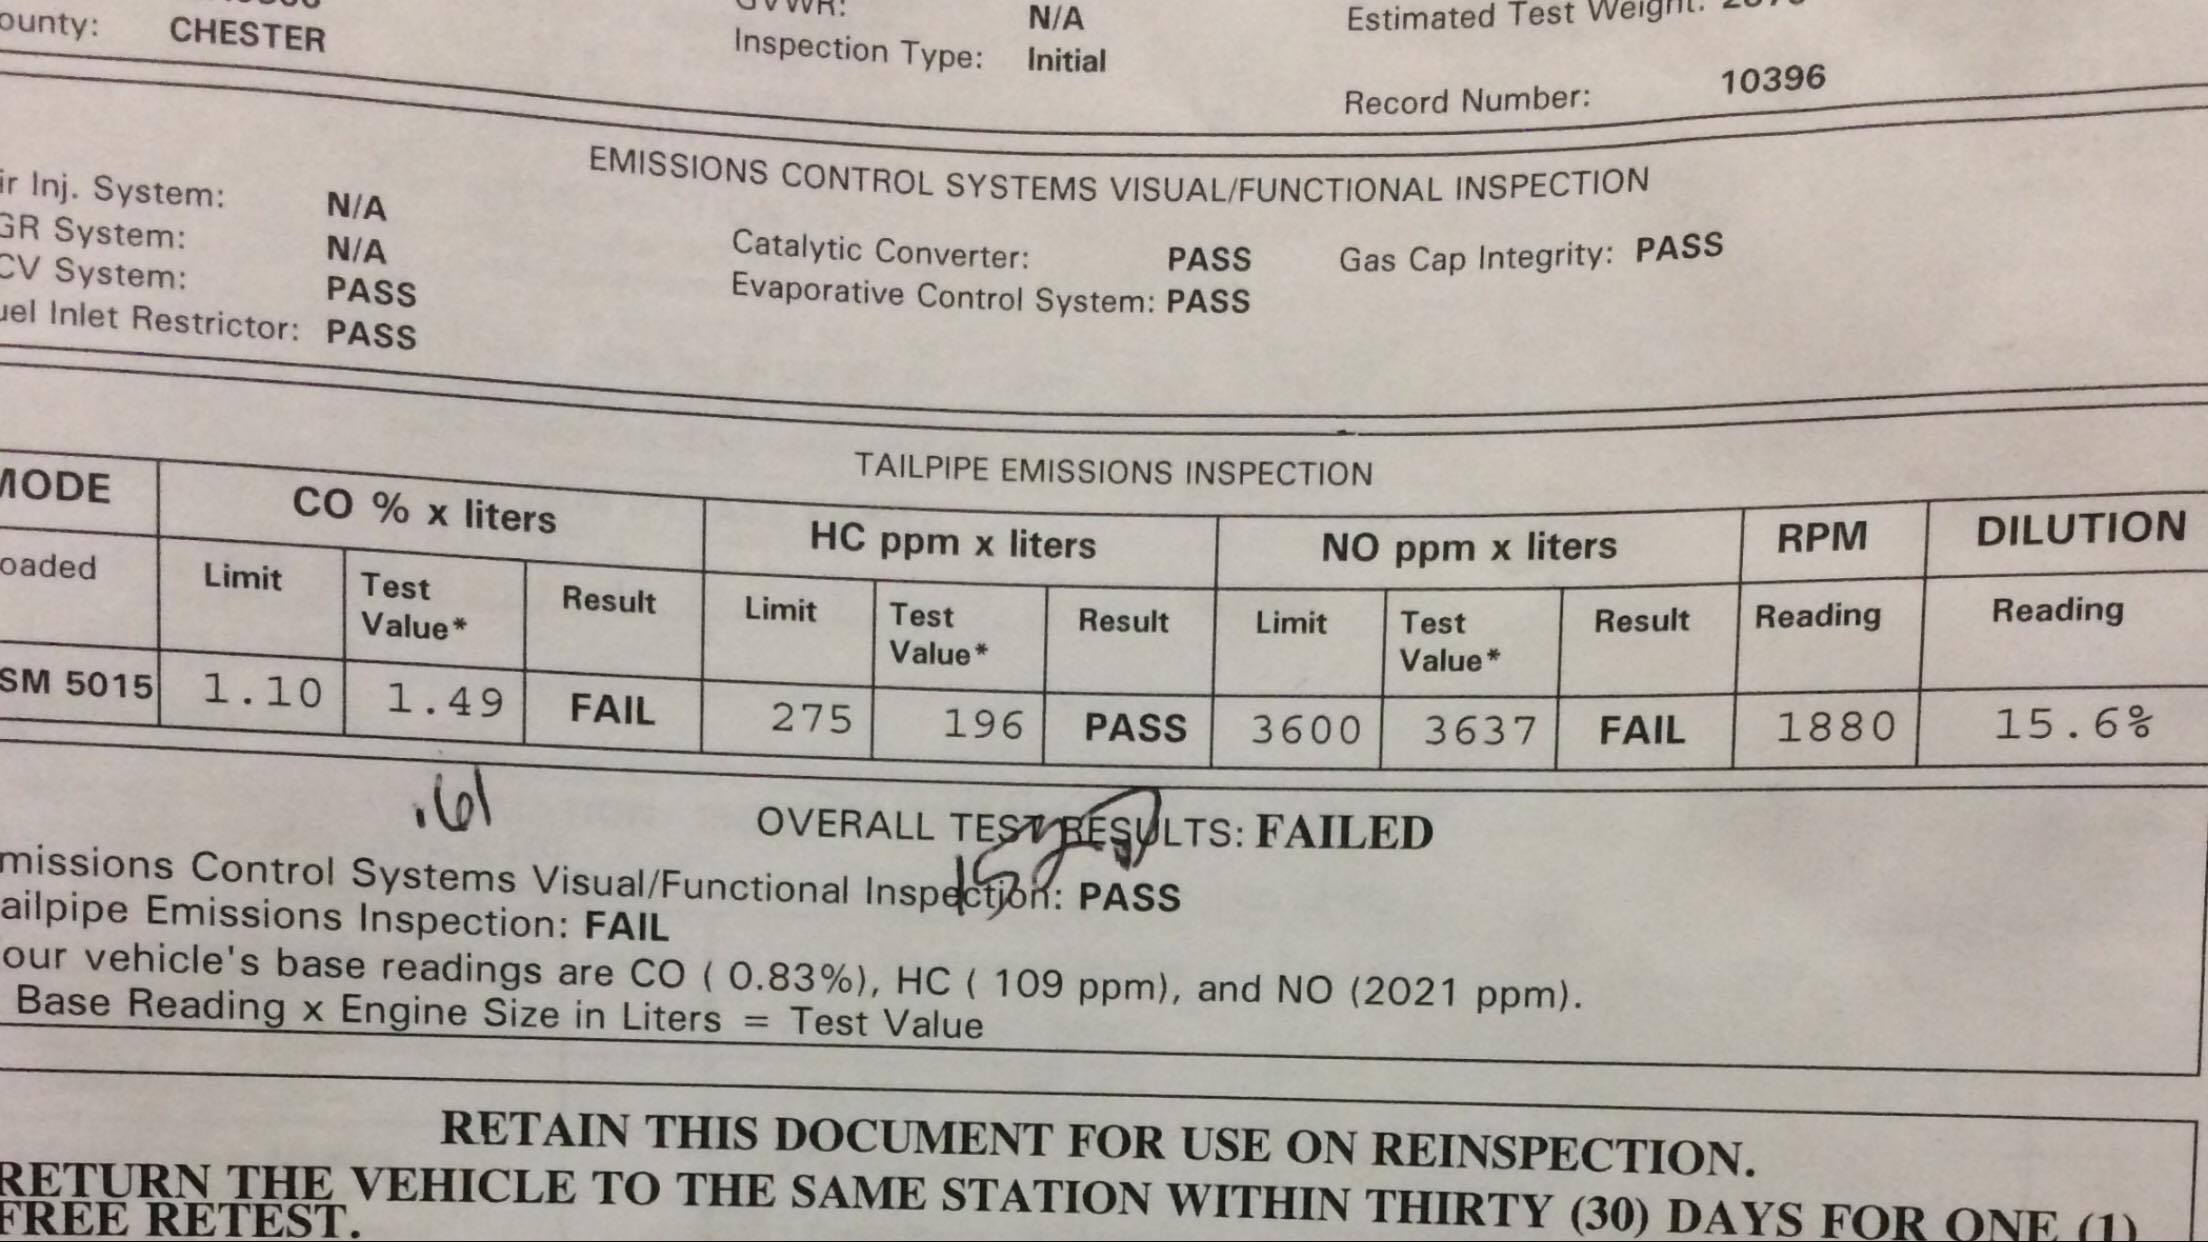 ounty: CHESTER
GVWR: N/A
Inspection Type: Initial
Estimated Test Weight:
Record Number: 10396
EMISSIONS CONTROL SYSTEMS VISUAL/FUNCTIONAL INSPECTION
ir Inj. System: N/A
GR System: N/A
CV System: PASS
uel Inlet Restrictor: PASS
Catalytic Converter: PASS
Evaporative Control System: PASS
Gas Cap Integrity: PASS
TAILPIPE EMISSIONS INSPECTION
MODE CO % x liters HC ppm x liters NO ppm x liters RPM DILUTION
oaded Limit Test Value* Result Limit Test Value* Result Limit Test Value* Result Reading Reading
SM 5015 1.10 1.49 FAIL 275 196 PASS 3600 3637 FAIL 1880 15.6%
.61
OVERALL TEST RESULTS: FAILED
missions Control Systems Visual/Functional Inspection: PASS
ailpipe Emissions Inspection: FAIL
our vehicle's base readings are CO ( 0.83%), HC ( 109 ppm), and NO (2021 ppm).
Base Reading x Engine Size in Liters = Test Value
RETAIN THIS DOCUMENT FOR USE ON REINSPECTION.
RETURN THE VEHICLE TO THE SAME STATION WITHIN THIRTY (30) DAYS FOR ONE (1)
FREE RETEST.